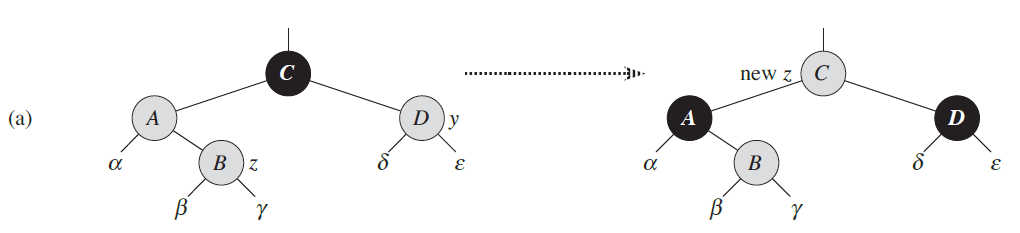 C new z C
(a) A D y A D
α B z δ ε α B δ ε
β γ β γ